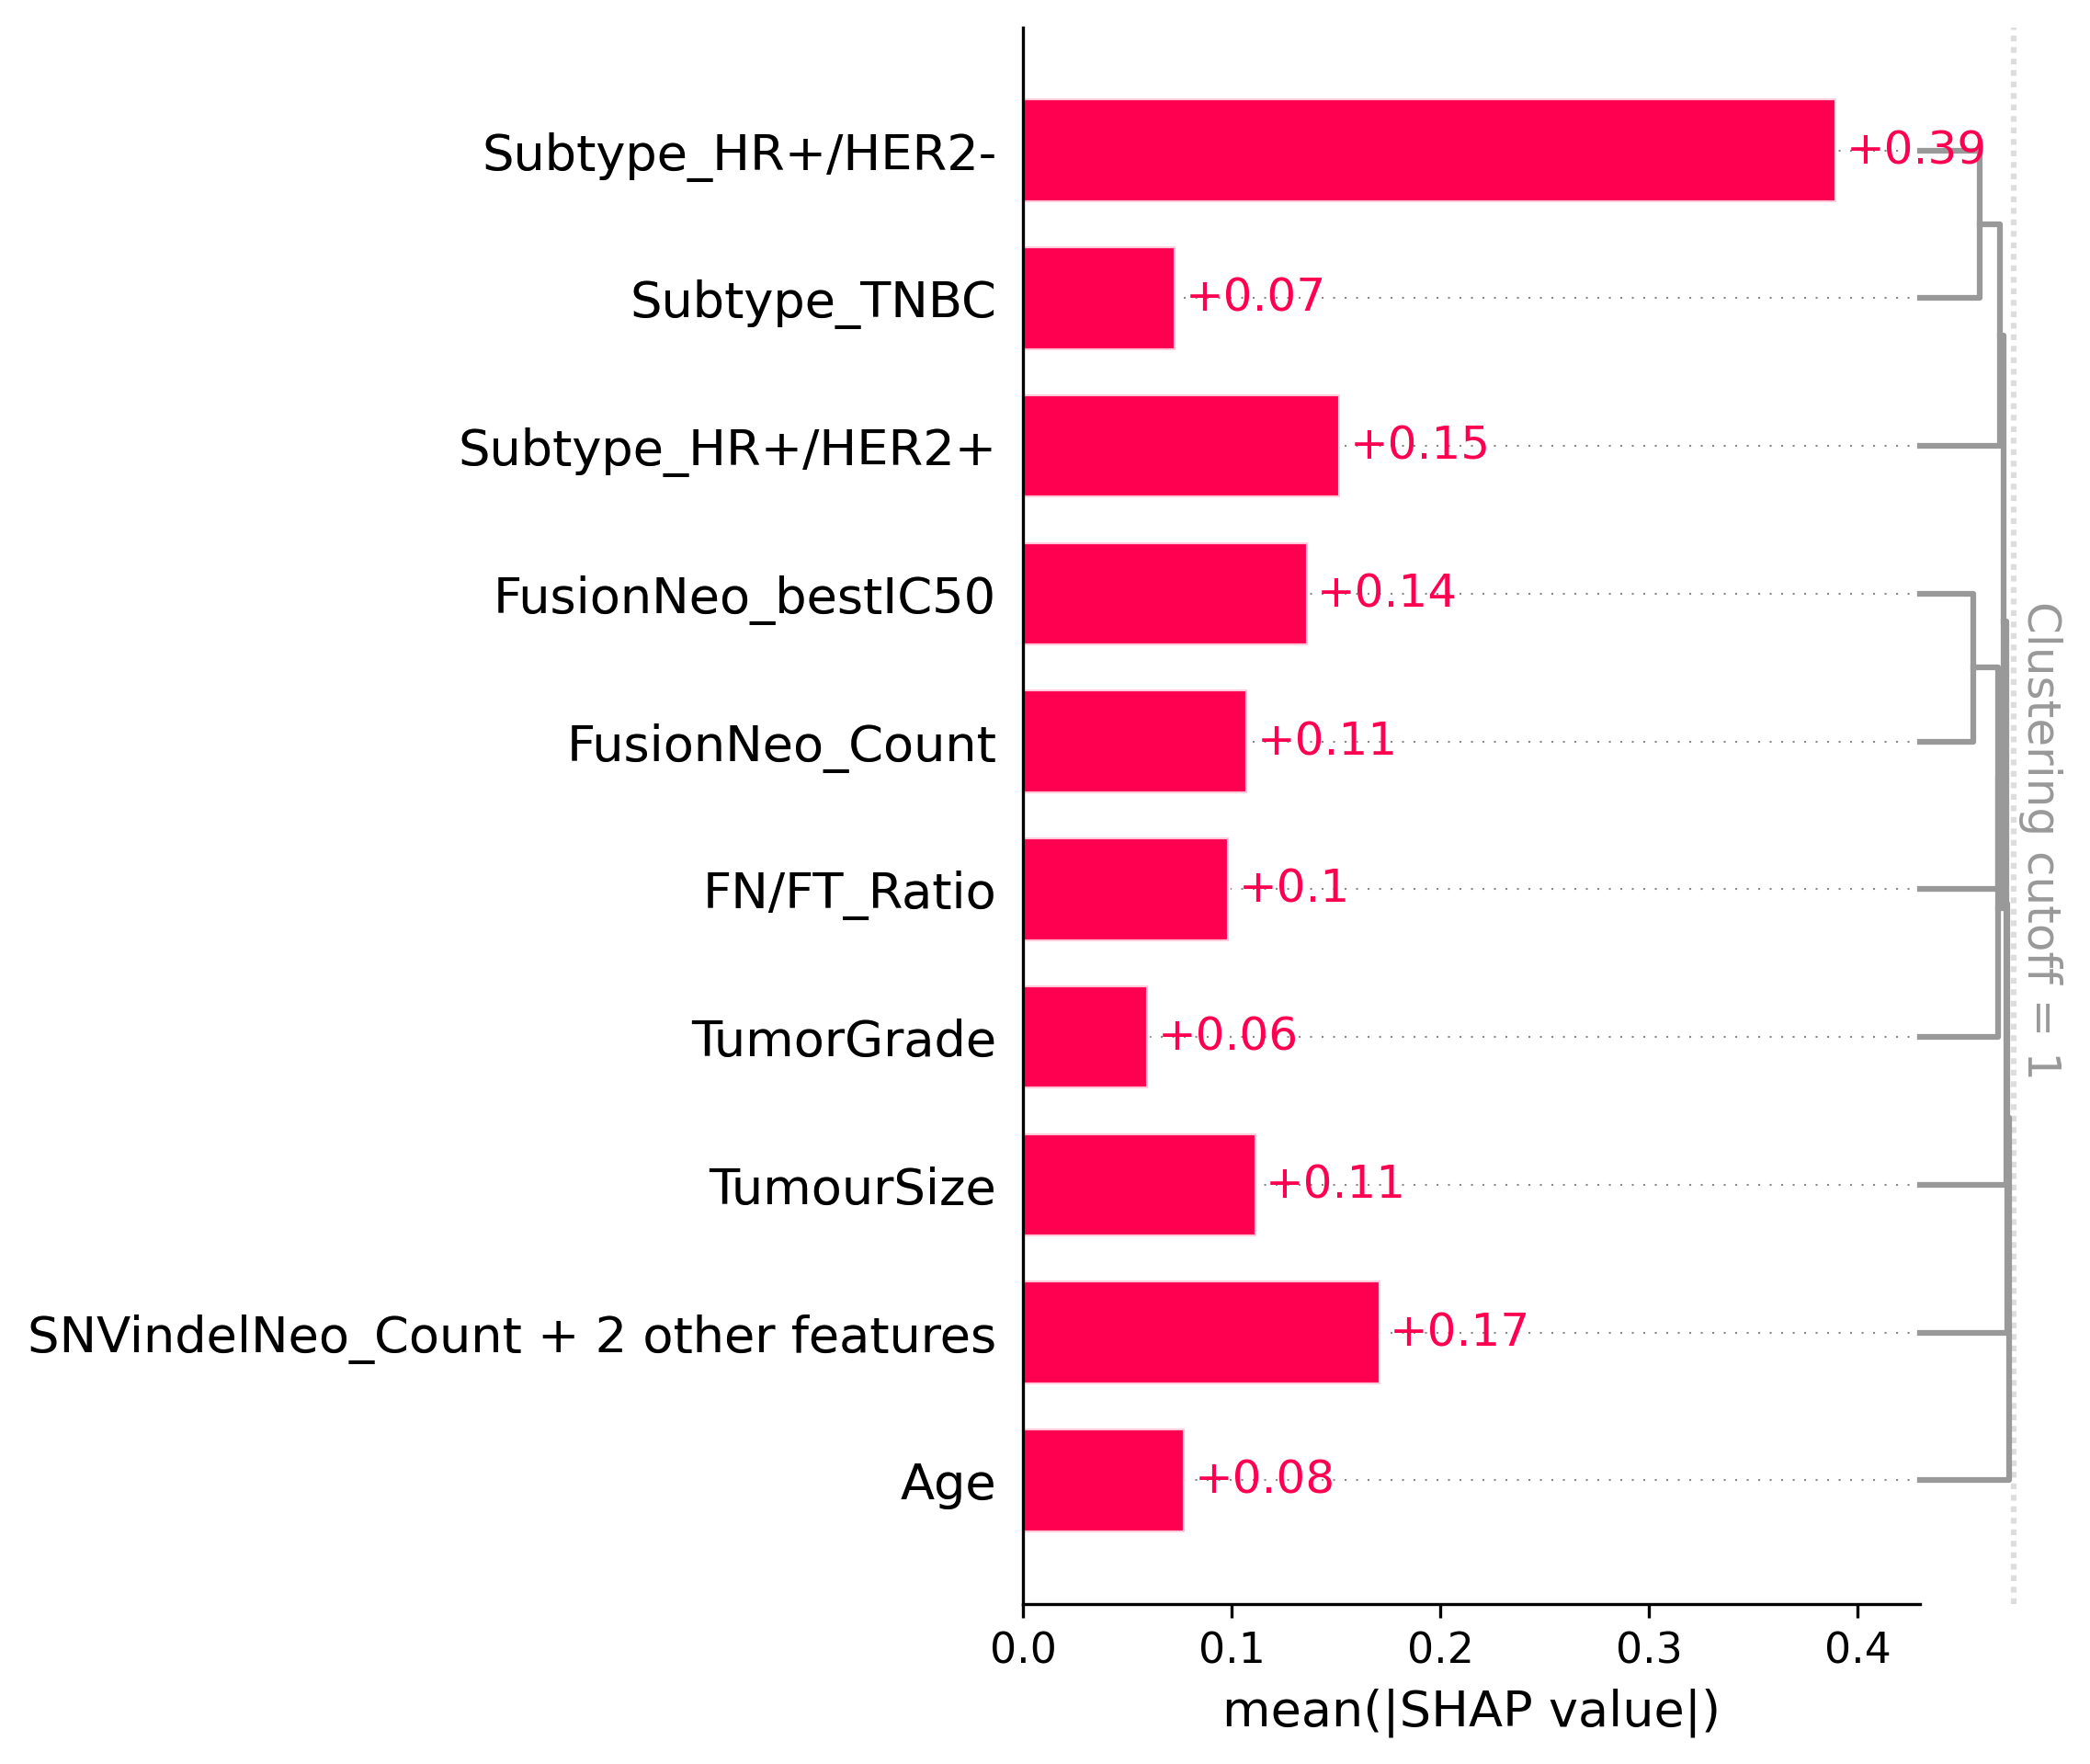 Subtype_HR+/HER2-
+0.39
Subtype_TNBC
+0.07
Subtype_HR+/HER2+
+0.15
FusionNeo_bestIC50
+0.14
FusionNeo_Count
+0.11
FN/FT_Ratio
+0.1
TumorGrade
+0.06
TumourSize
+0.11
SNVindelNeo_Count + 2 other features
+0.17
Age
+0.08
Clustering cutoff = 1
0.0 0.1 0.2 0.3 0.4
mean(|SHAP value|)